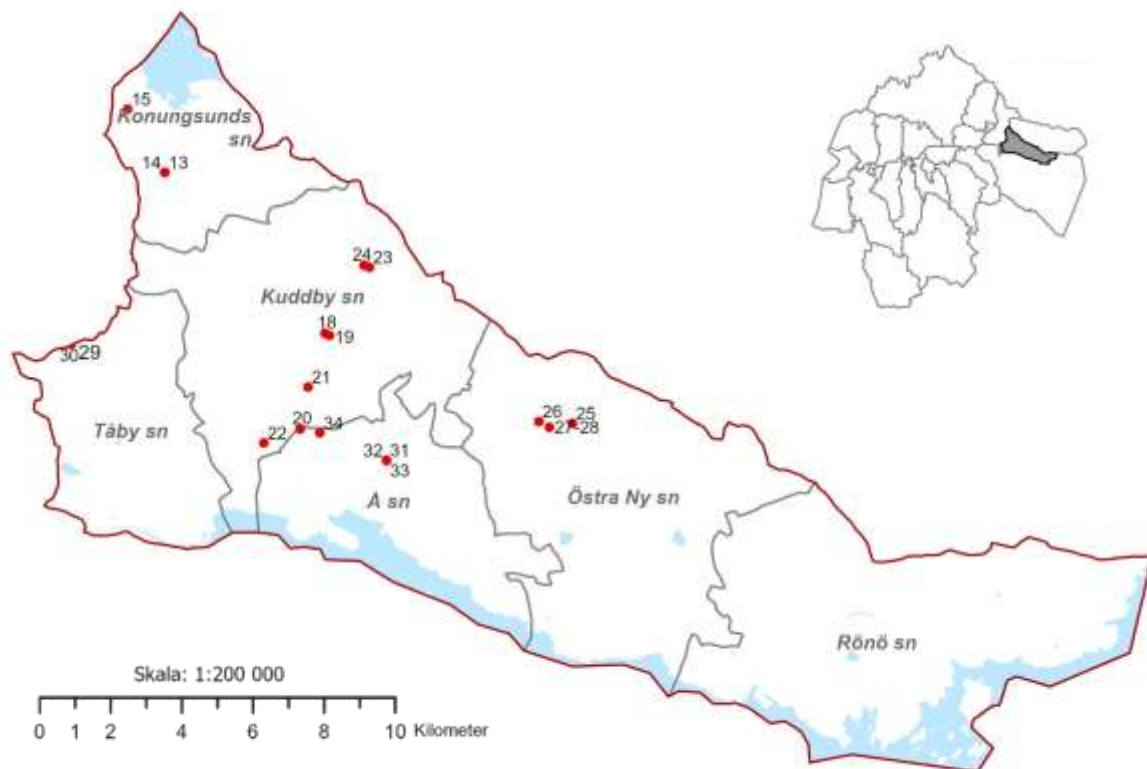 15
Konungsunds
sn
14 13
24 23
Kuddby sn
18
19
30 29
21
26 25
20
34
27-28
22
Täby sn
32 31
33
Å sn
Östra Ny sn
Rönö sn
Skala: 1:200 000
0 1 2 4 6 8 10 Kilometer